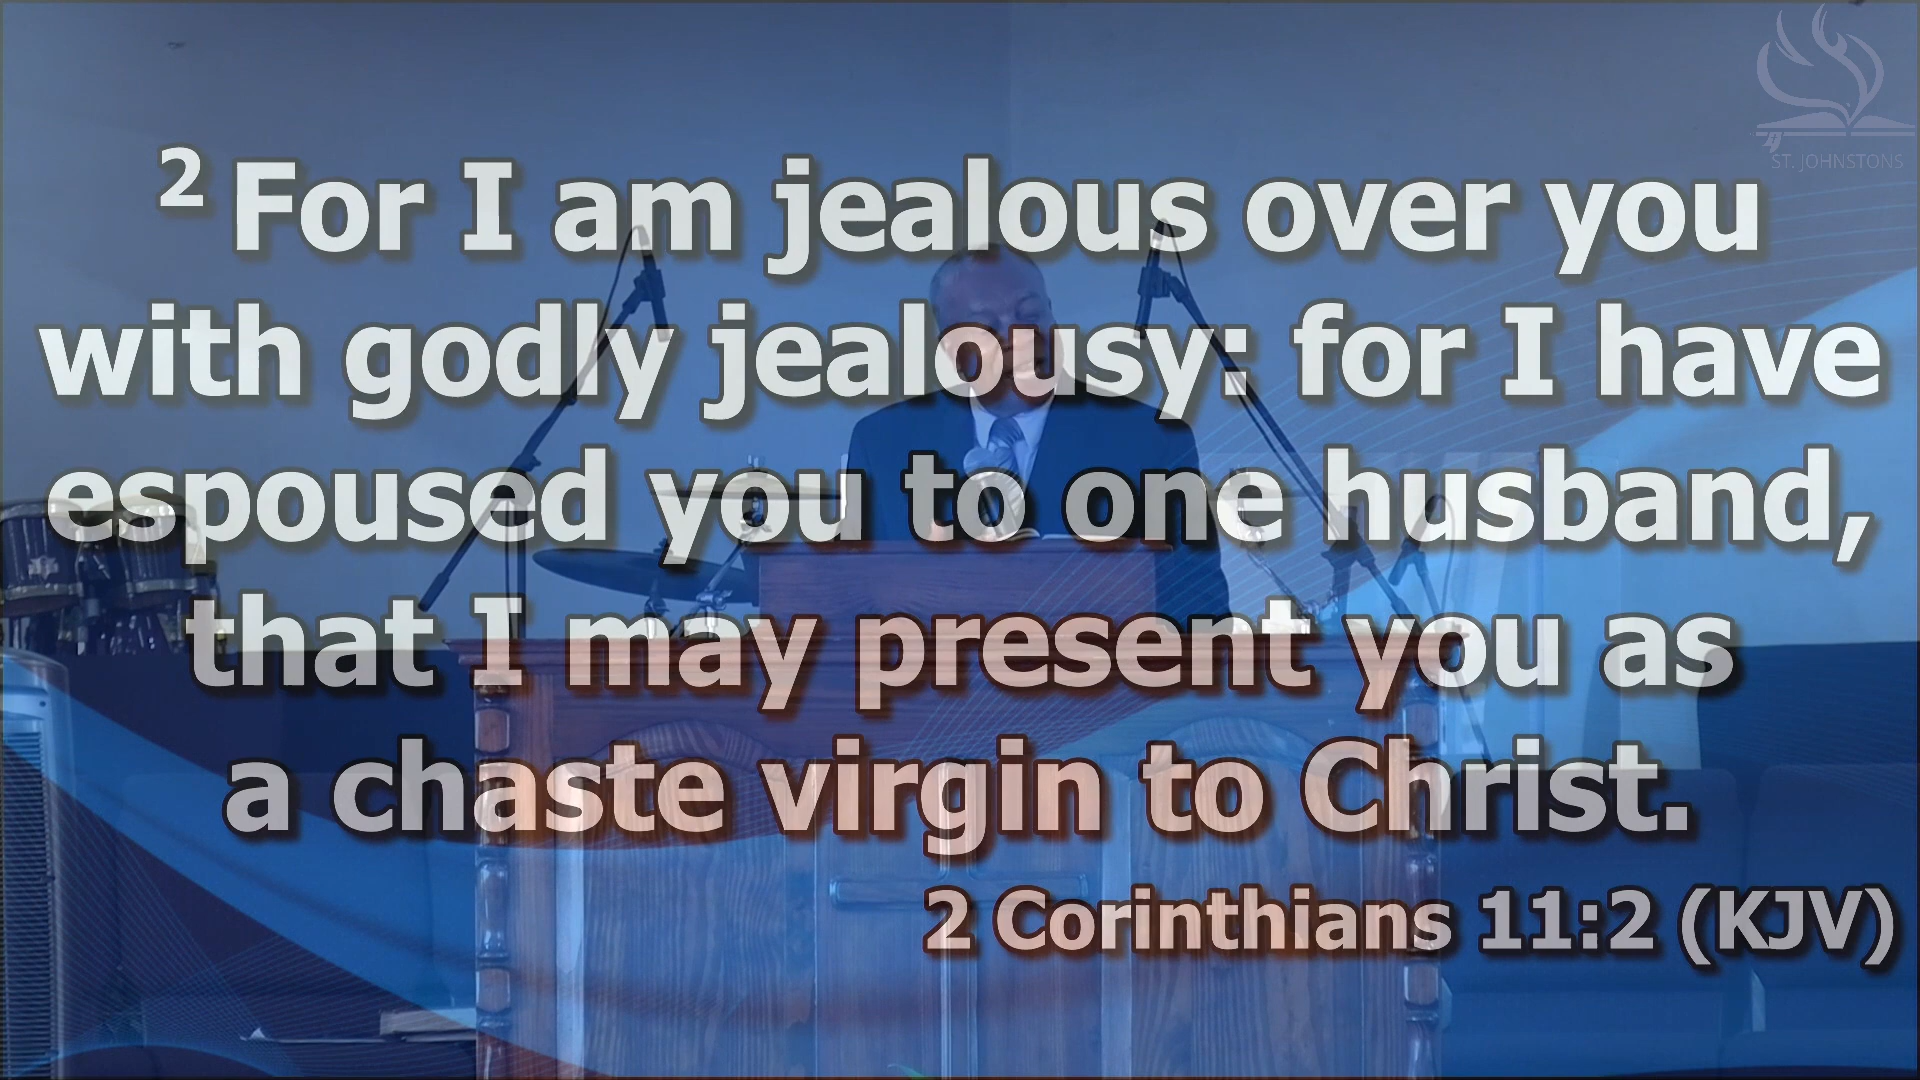 ST. JOHNSTONS
2 For I am jealous over you
with godly jealousy: for I have
espoused you to one husband,
that I may present you as
a chaste virgin to Christ.
2 Corinthians 11:2 (KJV)